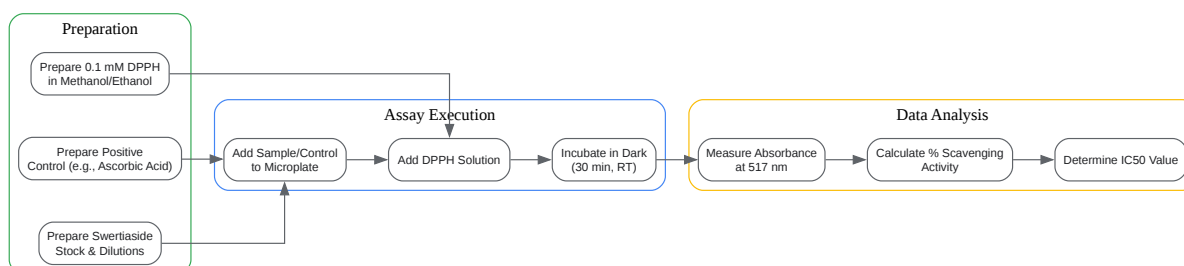 Preparation
Prepare 0.1 mM DPPH
in Methanol/Ethanol
Prepare Positive
Control (e.g., Ascorbic Acid)
Prepare Swertiaside
Stock & Dilutions
Assay Execution
Add Sample/Control
to Microplate
Add DPPH Solution
Incubate in Dark
(30 min, RT)
Data Analysis
Measure Absorbance
at 517 nm
Calculate % Scavenging
Activity
Determine IC50 Value